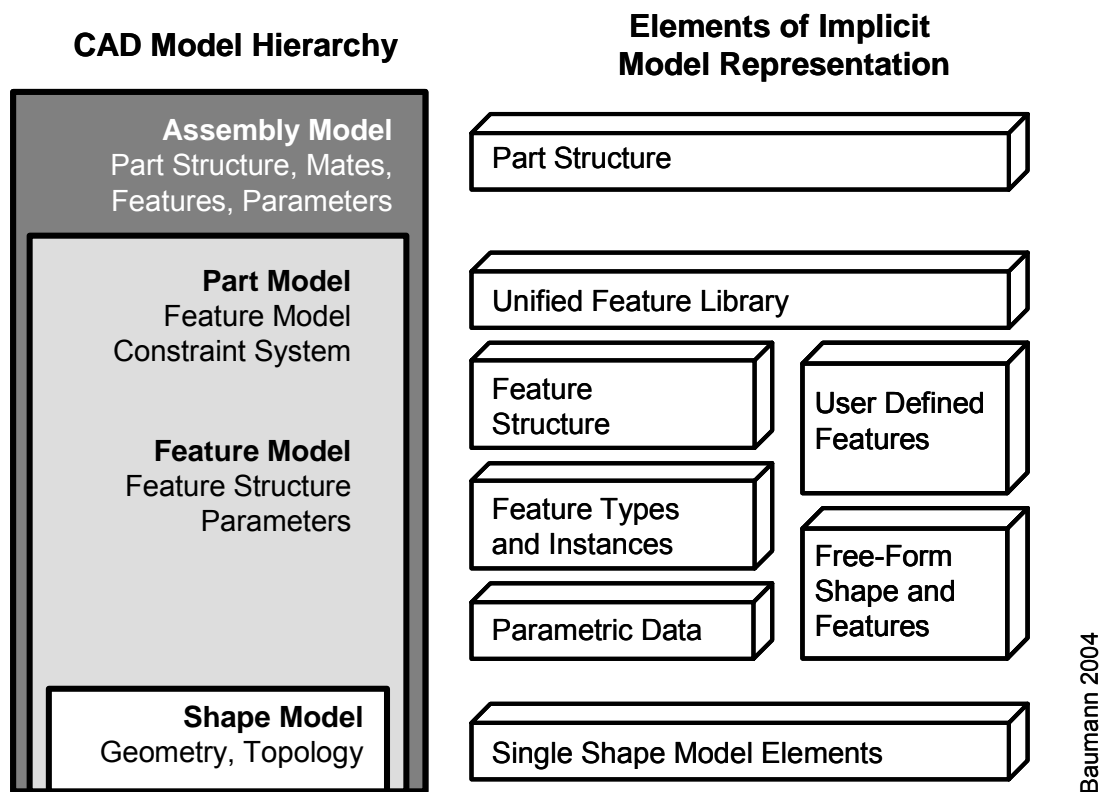 CAD Model Hierarchy
Assembly Model
Part Structure, Mates,
Features, Parameters
Part Model
Feature Model
Constraint System
Feature Model
Feature Structure
Parameters
Shape Model
Geometry, Topology
Elements of Implicit
Model Representation
Part Structure
Unified Feature Library
Feature
Structure
User Defined
Features
Feature Types
and Instances
Free-Form
Shape and
Features
Parametric Data
Single Shape Model Elements
Baumann 2004